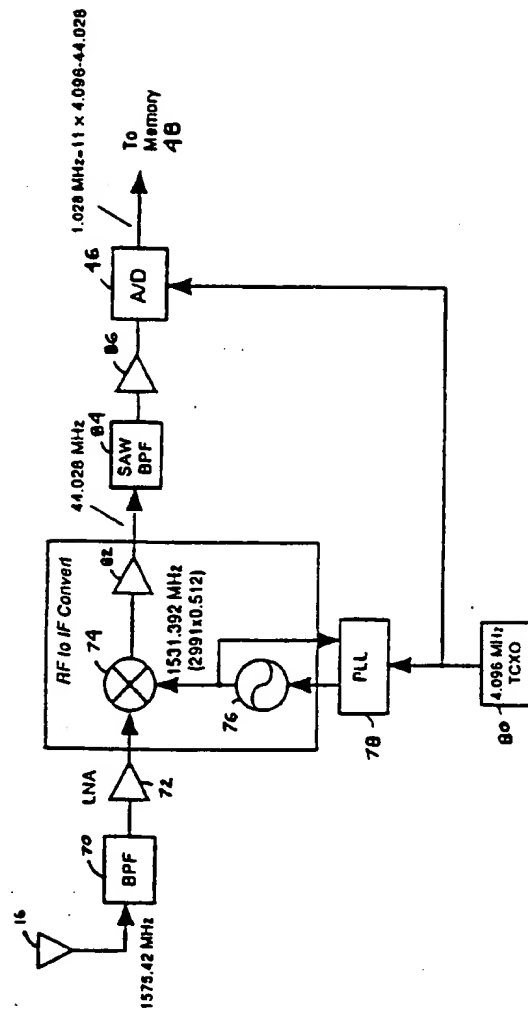 16
1575.42 MHz
70
BPF
LNA
72
RF to IF Convert
74
82
1531.392 MHz
(2991x0.512)
76
PLL
78
4.096 MHz
TCXO
80
44.028 MHz
SAW
BPF
84
86
46
A/D
1.028 MHz=11 x 4.096-44.028
To
Memory
48